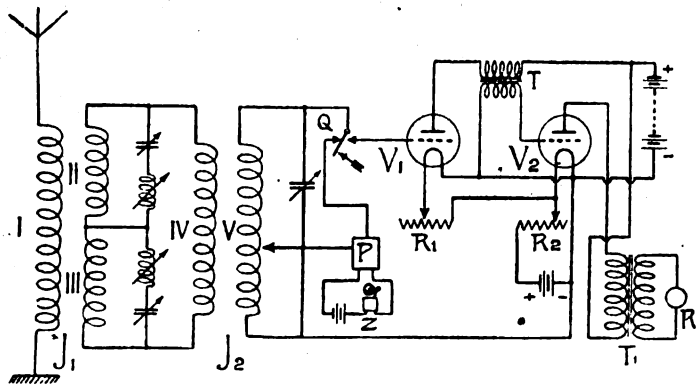 I
II
III
IV
V
J1
J2
Q
P
Z
V1
V2
T
R1
R2
+
-
+ -
T1
R